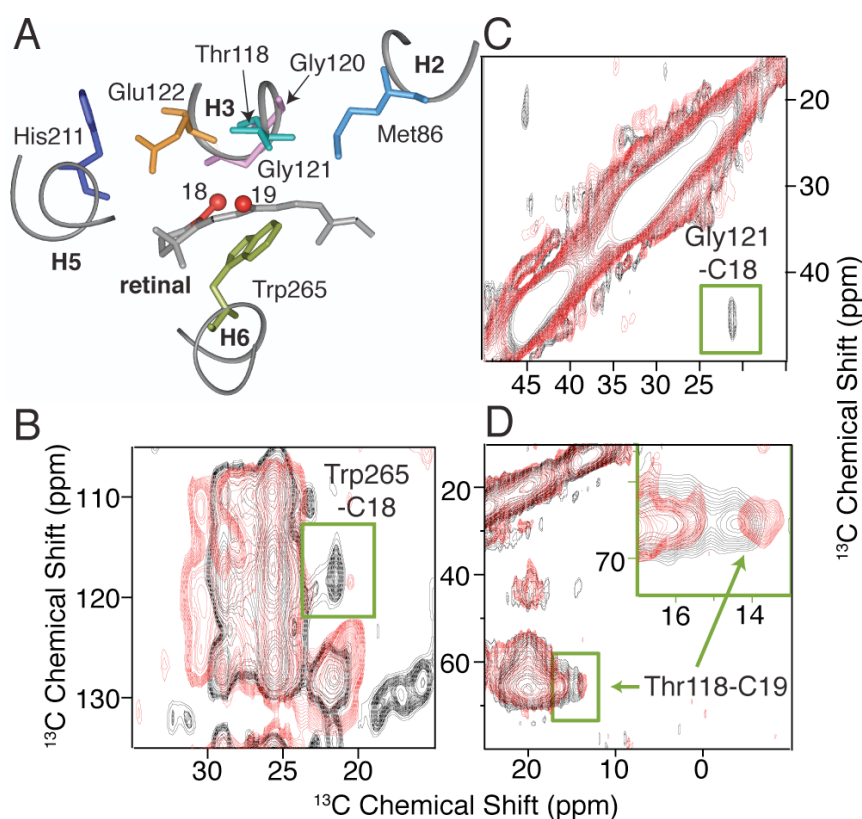 A
Thr118
Gly120
H2
Glu122
H3
His211
Met86
Gly121
18
19
H5
retinal
Trp265
H6
C
20
40
Gly121
-C18
45
40
35
30
25
20
13C Chemical Shift (ppm)
B
110
120
130
Trp265
-C18
30
25
20
13C Chemical Shift (ppm)
D
20
40
60
70
16
14
Thr118-C19
20
10
0
13C Chemical Shift (ppm)